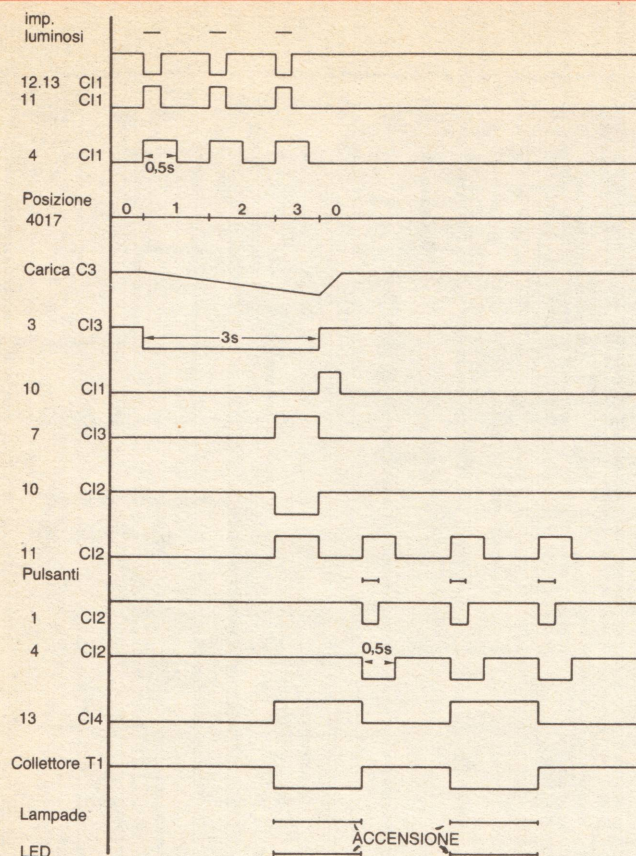 imp.
luminosi
12.13 CI1
11 CI1
4 CI1
0,5s
Posizione
4017
0 1 2 3 0
Carica C3
3 CI3
3s
10 CI1
7 CI3
10 CI2
11 CI2
Pulsanti
1 CI2
4 CI2
0,5s
13 CI4
Collettore T1
Lampade
ACCENSIONE
LED